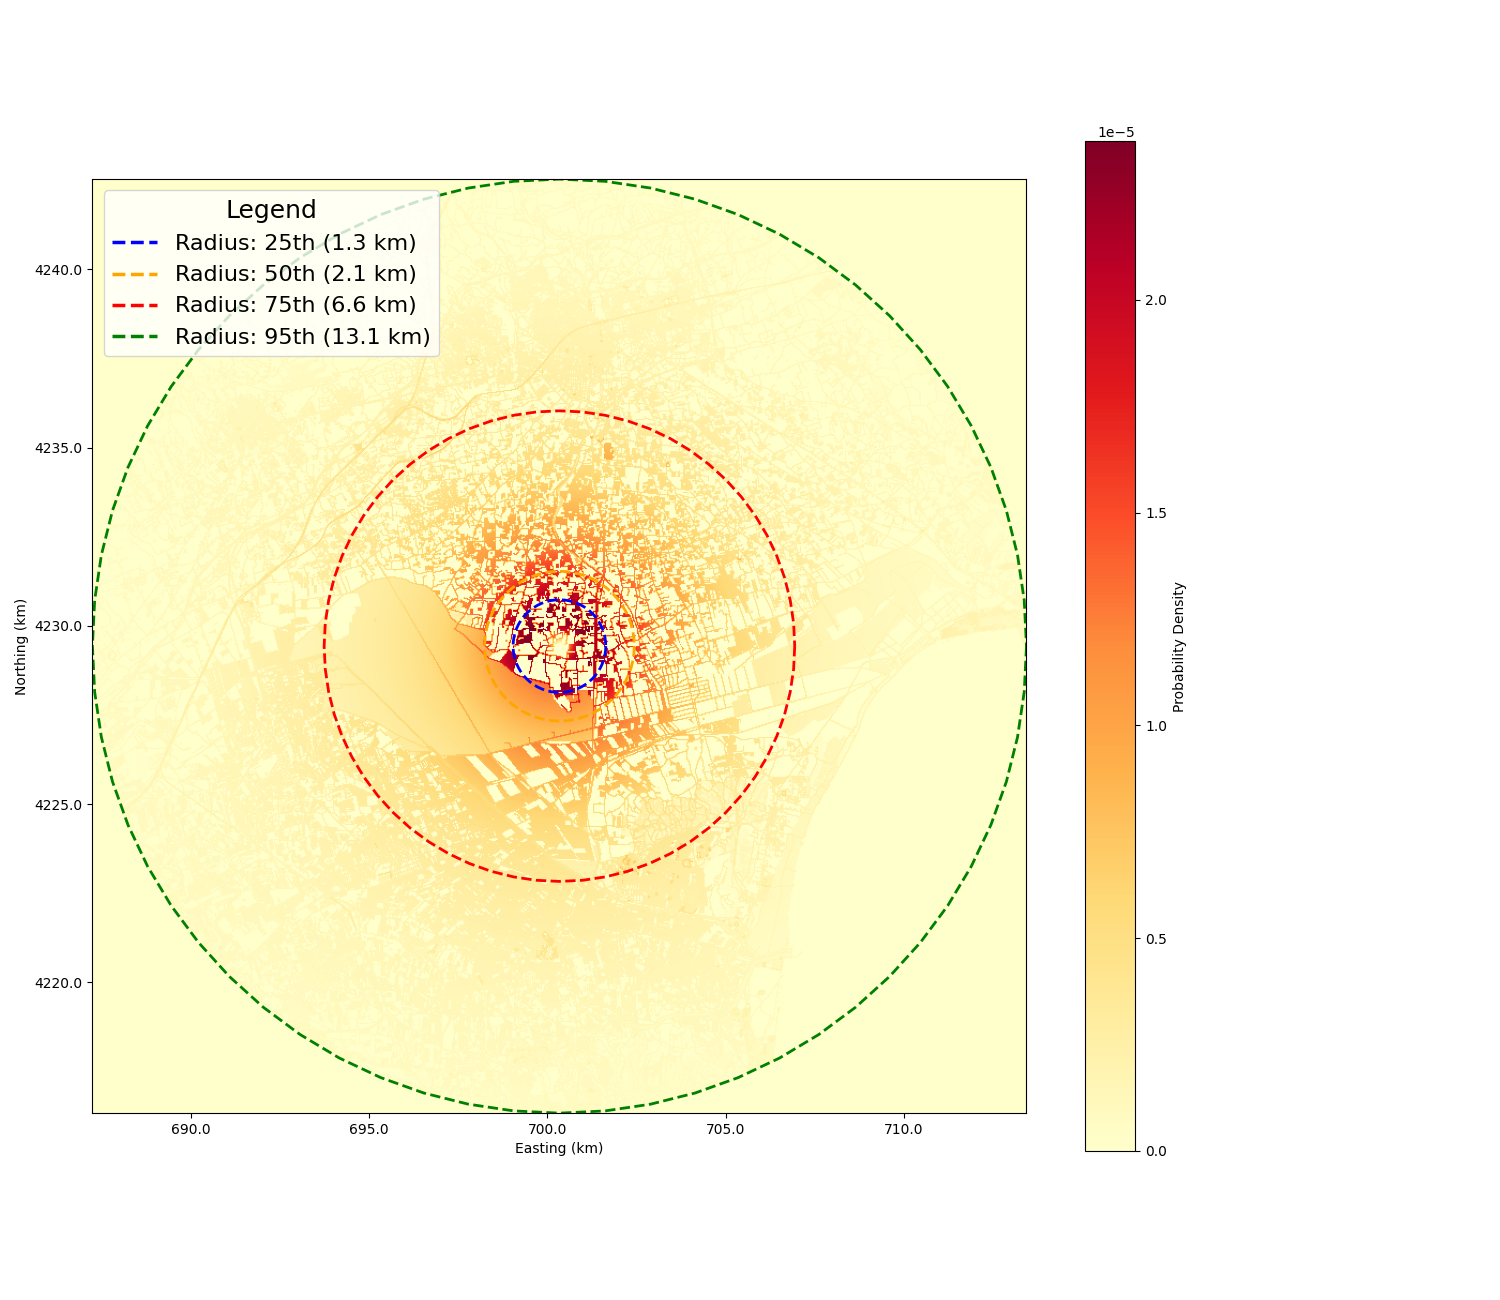 1e−5
Legend
Radius: 25th (1.3 km)
Radius: 50th (2.1 km)
Radius: 75th (6.6 km)
Radius: 95th (13.1 km)
4240.0
4235.0
4230.0
4225.0
4220.0
Northing (km)
690.0
695.0
700.0
705.0
710.0
Easting (km)
2.0
1.5
1.0
0.5
0.0
Probability Density